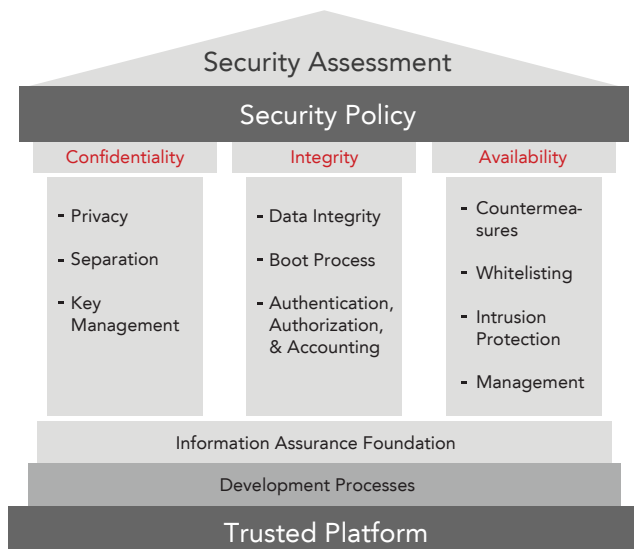 Security Assessment
Security Policy
Confidentiality
- Privacy
- Separation
- Key
Management
Integrity
- Data Integrity
- Boot Process
- Authentication,
Authorization,
& Accounting
Availability
- Countermea-
sures
- Whitelisting
- Intrusion
Protection
- Management
Information Assurance Foundation
Development Processes
Trusted Platform